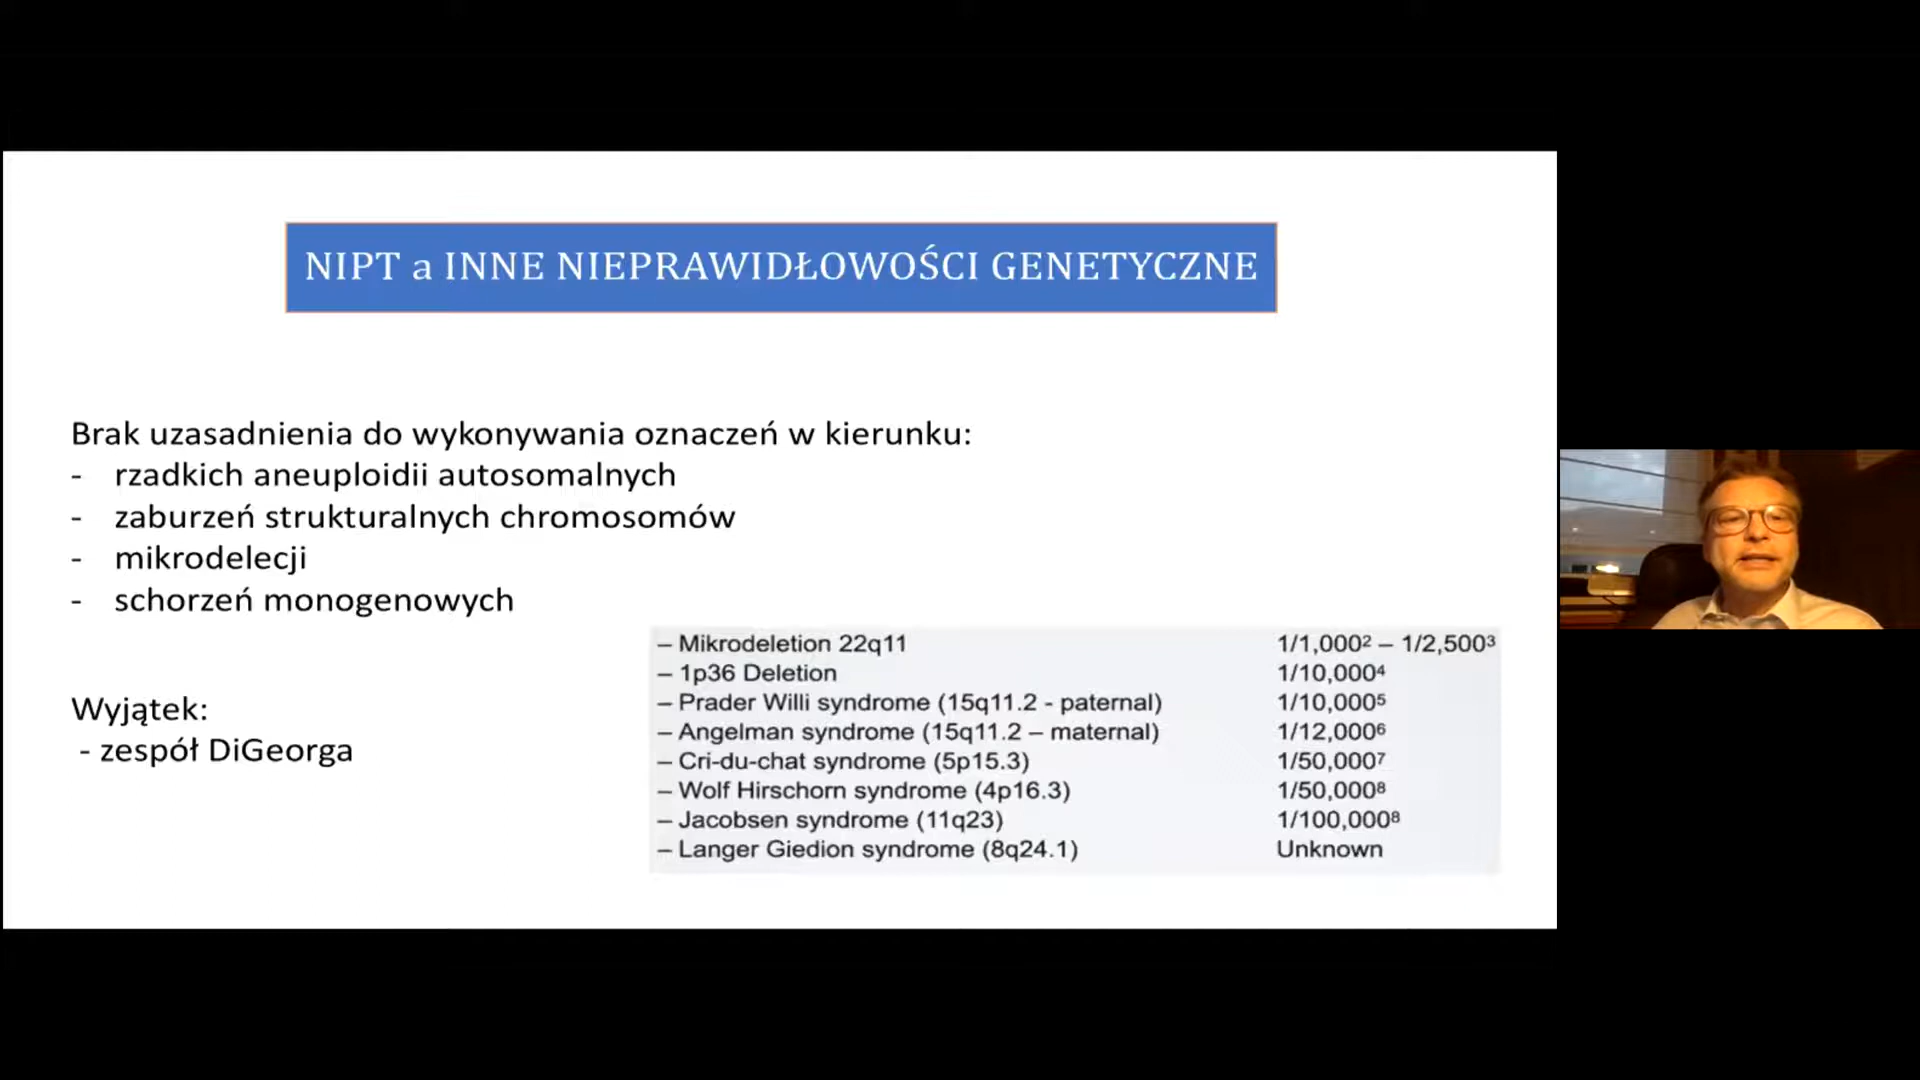 NIPT a INNE NIEPRAWIDŁOWOŚCI GENETYCZNE
Brak uzasadnienia do wykonywania oznaczeń w kierunku:
- rzadkich aneuploidii autosomalnych
- zaburzeń strukturalnych chromosomów
- mikrodelecji
- schorzeń monogenowych
Wyjątek:
- zespół DiGeorga
– Mikrodeletion 22q11 1/1,000² – 1/2,500³
– 1p36 Deletion 1/10,000⁴
– Prader Willi syndrome (15q11.2 - paternal) 1/10,000⁵
– Angelman syndrome (15q11.2 – maternal) 1/12,000⁶
– Cri-du-chat syndrome (5p15.3) 1/50,000⁷
– Wolf Hirschorn syndrome (4p16.3) 1/50,000⁸
– Jacobsen syndrome (11q23) 1/100,000⁸
– Langer Giedion syndrome (8q24.1) Unknown